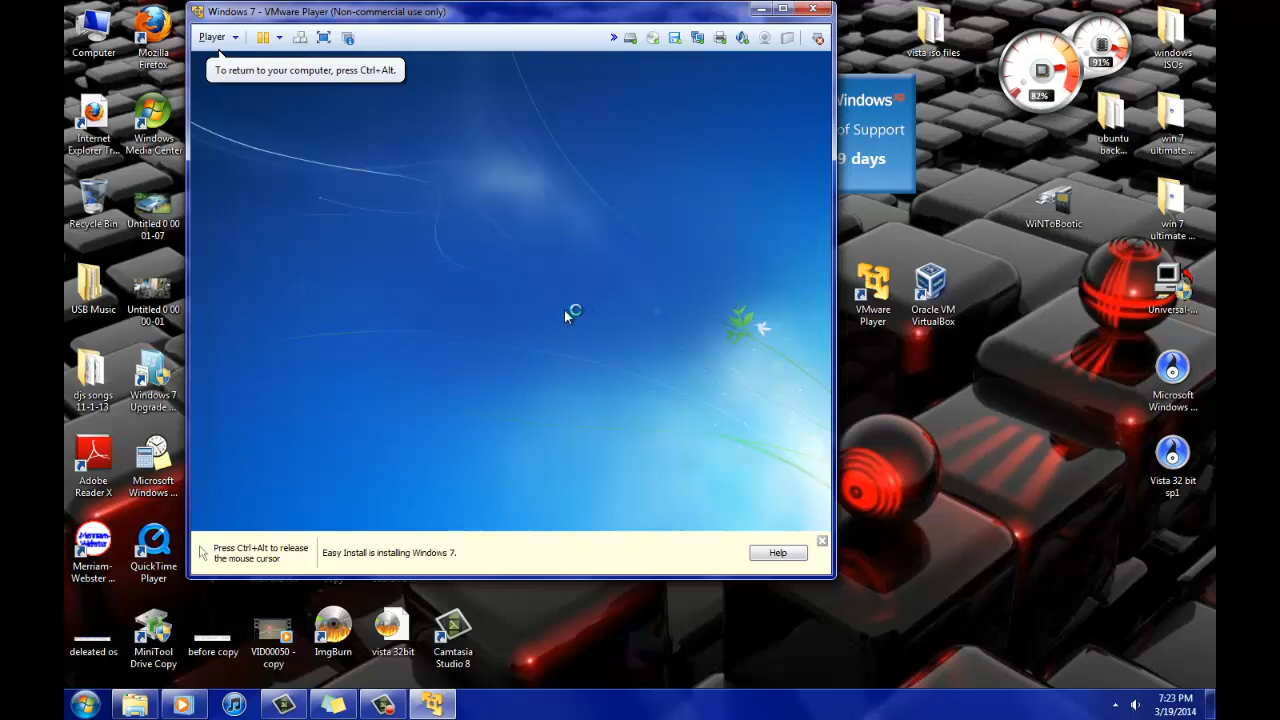 Windows 7 - VMware Player (Non-commercial use only)
Player
To return to your computer, press Ctrl+Alt.
Computer
Mozilla
Firefox
Internet
Explorer Tr...
Windows
Media Center
Recycle Bin
Untitled 0 00
01-07
USB Music
Untitled 0 00
00-01
djs songs
11-1-13
Windows 7
Upgrade ...
Adobe
Reader X
Microsoft
Windows ...
Merriam-
Webster ...
QuickTime
Player
deleated os
MiniTool
Drive Copy
before copy
VID00050 -
copy
ImgBurn
vista 32bit
Camtasia
Studio 8
Press Ctrl+Alt to release
the mouse cursor
Easy Install is installing Windows 7.
Help
Windows
of Support
9 days
vista iso files
82%
91%
windows
ISOs
ubuntu
back...
win 7
ultimate ...
WiNToBootic
win 7
ultimate ...
VMware
Player
Oracle VM
VirtualBox
Universal-...
Microsoft
Windows ...
Vista 32 bit
sp1
7:23 PM
3/19/2014